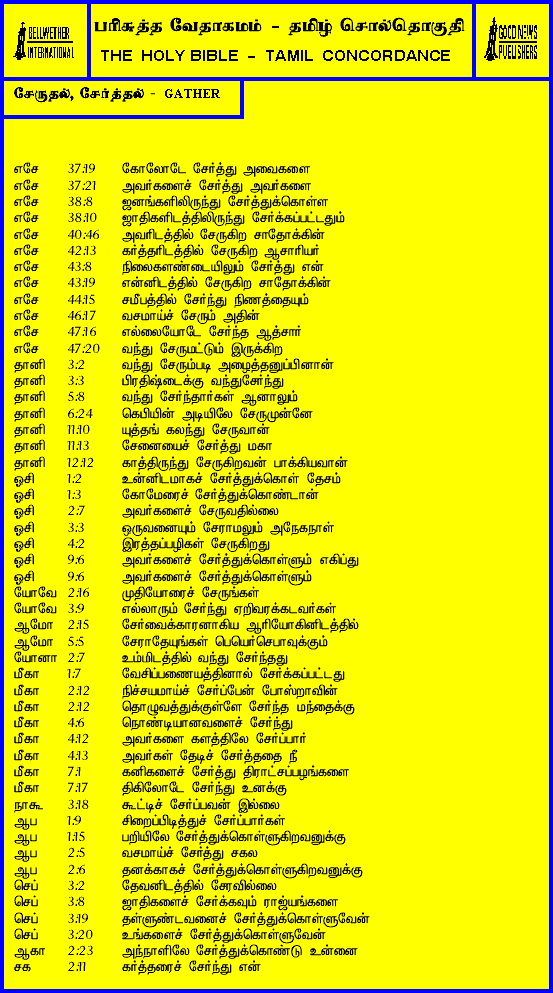 BELLWETHER INTERNATIONAL
பரிசுத்த வேதாகமம் - தமிழ் சொல்தொகுதி
THE HOLY BIBLE - TAMIL CONCORDANCE
GOOD NEWS PUBLISHERS
சேருதல், சேர்த்தல் - GATHER
எசே 37:19 கோலோடே சேர்த்து அவைகளை
எசே 37:21 அவர்களைச் சேர்த்து அவர்களை
எசே 38:8 ஜனங்களிலிருந்து சேர்த்துக்கொள்ள
எசே 38:10 ஜாதிகளிடத்திலிருந்து சேர்க்கப்பட்டதும்
எசே 40:46 அவரிடத்தில் சேருகிற சாதோக்கின்
எசே 42:13 கர்த்தரிடத்தில் சேருகிற ஆசாரியர்
எசே 43:8 நிலைகளண்டையிலும் சேர்த்து என்
எசே 43:19 என்னிடத்தில் சேருகிற சாதோக்கின்
எசே 44:15 சமீபத்தில் சேர்ந்து நிணத்தையும்
எசே 46:17 வசமாய்ச் சேரும் அதின்
எசே 47:16 எல்லையோடே சேர்ந்த ஆத்சார்
எசே 47:20 வந்து சேருமட்டும் இருக்கிற
தானி 3:2 வந்து சேரும்படி அழைத்தனுப்பினான்
தானி 3:3 பிரதிஷ்டைக்கு வந்துசேர்ந்து
தானி 5:8 வந்து சேர்ந்தார்கள் ஆனாலும்
தானி 6:24 கெபியின் அடியிலே சேருமுன்னே
தானி 11:10 யுத்தங் கலந்து சேருவான்
தானி 11:13 சேனையைச் சேர்த்து மகா
தானி 12:12 காத்திருந்து சேருகிறவன் பாக்கியவான்
ஓசி 1:2 உன்னிடமாகச் சேர்த்துக்கொள் தேசம்
ஓசி 1:3 கோமேரைச் சேர்த்துக்கொண்டான்
ஓசி 2:7 அவர்களைச் சேருவதில்லை
ஓசி 3:3 ஒருவனையும் சேராமலும் அநேகநாள்
ஓசி 4:2 இரத்தப்பழிகள் சேருகிறது
ஓசி 9:6 அவர்களைச் சேர்த்துக்கொள்ளும் எகிப்து
ஓசி 9:6 அவர்களைச் சேர்த்துக்கொள்ளும்
யோவே 2:16 முதியோரைச் சேருங்கள்
யோவே 3:9 எல்லாரும் சேர்ந்து ஏறிவரக்கடவர்கள்
ஆமோ 2:15 சேர்வைக்காரனாகிய ஆரியோகினிடத்தில்
ஆமோ 5:5 சேராதேயுங்கள் பெயெர்செபாவுக்கும்
யோனா 2:7 உம்மிடத்தில் வந்து சேர்ந்தது
மீகா 1:7 வேசிப்பணையத்தினால் சேர்க்கப்பட்டது
மீகா 2:12 நிச்சயமாய்ச் சேர்ப்பேன் போஸ்றாவின்
மீகா 2:12 தொழுவத்துக்குள்ளே சேர்ந்த மந்தைக்கு
மீகா 4:6 நொண்டியானவளைச் சேர்ந்து
மீகா 4:12 அவர்களை களத்திலே சேர்ப்பார்
மீகா 4:13 அவர்கள் தேடிச் சேர்த்ததை நீ
மீகா 7:1 கனிகளைச் சேர்த்து திராட்சப்பழங்களை
மீகா 7:17 திகிலோடே சேர்ந்து உனக்கு
நாகூ 3:18 கூட்டிச் சேர்ப்பவன் இல்லை
ஆப 1:9 சிறைப்பிடித்துச் சேர்ப்பார்கள்
ஆப 1:15 பறியிலே சேர்த்துக்கொள்ளுகிறவனுக்கு
ஆப 2:5 வசமாய்ச் சேர்த்து சகல
ஆப 2:6 தனக்காகச் சேர்த்துக்கொள்ளுகிறவனுக்கு
செப் 3:2 தேவனிடத்தில் சேரவில்லை
செப் 3:8 ஜாதிகளைச் சேர்க்கவும் ராஜ்யங்களை
செப் 3:19 தள்ளுண்டவனைச் சேர்த்துக்கொள்ளுவேன்
செப் 3:20 உங்களைச் சேர்த்துக்கொள்ளுவேன்
ஆகா 2:23 அந்நாளிலே சேர்த்துக்கொண்டு உன்னை
சக 2:11 கர்த்தரைச் சேர்ந்து என்